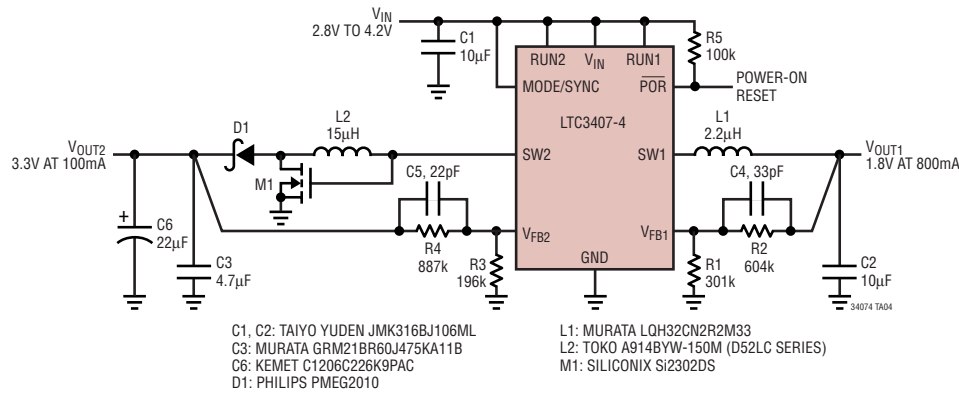 VIN
2.8V TO 4.2V
C1
10µF
R5
100k
RUN2
VIN
RUN1
MODE/SYNC
POR
POWER-ON
RESET
LTC3407-4
D1
L2
15µH
L1
2.2µH
VOUT2
3.3V AT 100mA
SW2
SW1
VOUT1
1.8V AT 800mA
M1
C5, 22pF
C4, 33pF
+
C6
22µF
VFB2
VFB1
R4
887k
R2
604k
GND
C3
4.7µF
R3
196k
R1
301k
C2
10µF
34074 TA04
C1, C2: TAIYO YUDEN JMK316BJ106ML
C3: MURATA GRM21BR60J475KA11B
C6: KEMET C1206C226K9PAC
D1: PHILIPS PMEG2010
L1: MURATA LQH32CN2R2M33
L2: TOKO A914BYW-150M (D52LC SERIES)
M1: SILICONIX Si2302DS